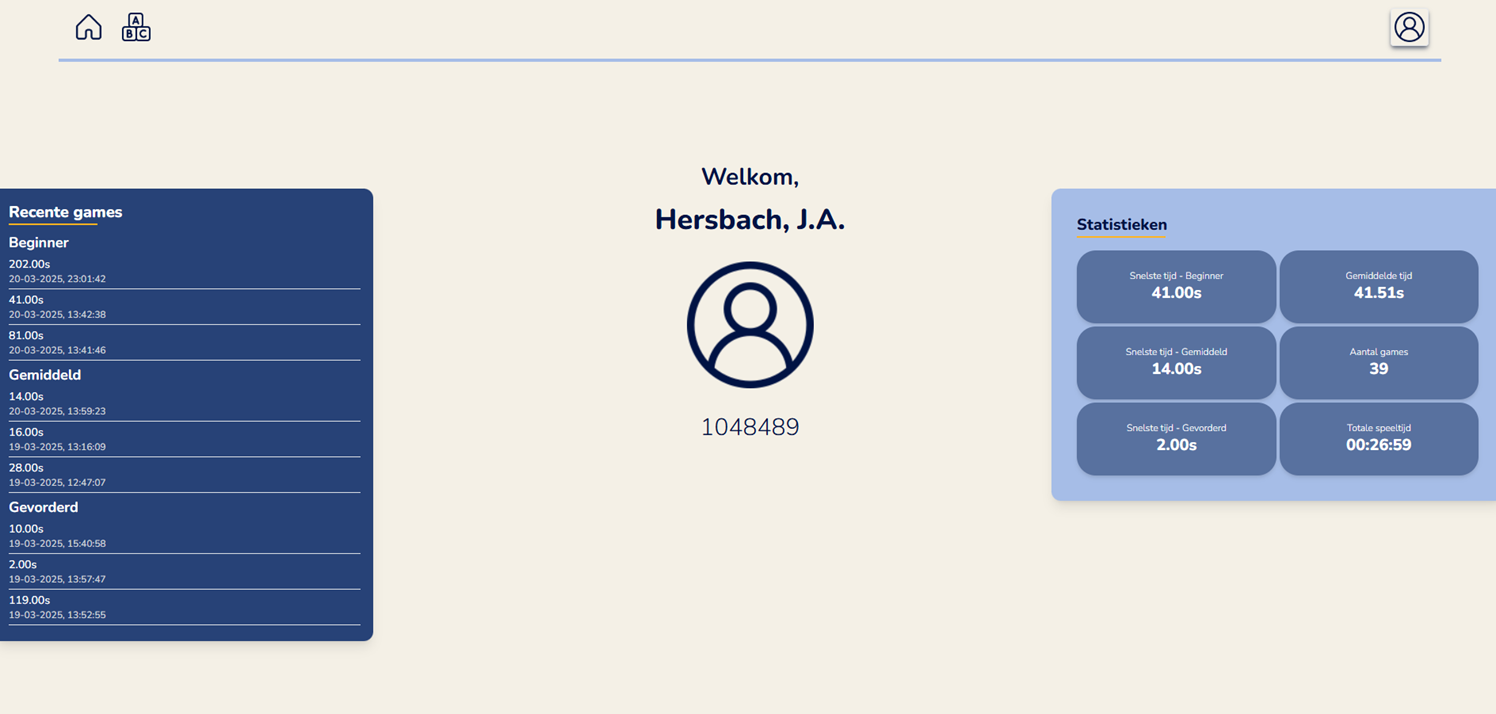 A
B C
Recente games
Beginner
202.00s
20-03-2025, 23:01:42
41.00s
20-03-2025, 13:42:38
81.00s
20-03-2025, 13:41:46
Gemiddeld
14.00s
20-03-2025, 13:59:23
16.00s
19-03-2025, 13:16:09
28.00s
19-03-2025, 12:47:07
Gevorderd
10.00s
19-03-2025, 15:40:58
2.00s
19-03-2025, 13:57:47
119.00s
19-03-2025, 13:52:55
Welkom,
Hersbach, J.A.
1048489
Statistieken
Snelste tijd - Beginner
41.00s
Gemiddelde tijd
41.51s
Snelste tijd - Gemiddeld
14.00s
Aantal games
39
Snelste tijd - Gevorderd
2.00s
Totale speeltijd
00:26:59